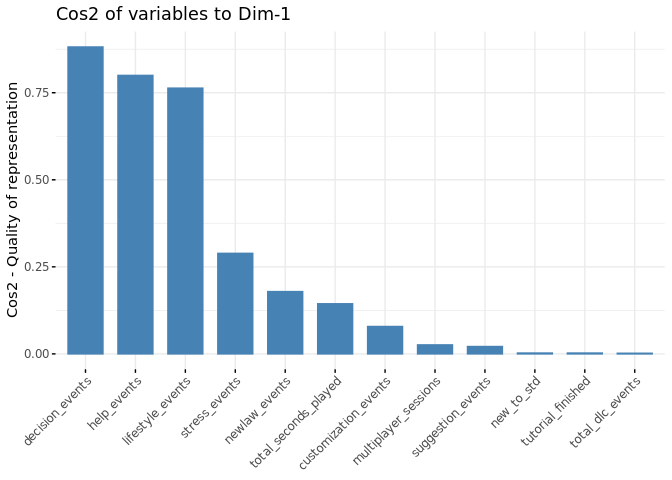 Cos2 of variables to Dim-1
Cos2 - Quality of representation
0.75
0.50
0.25
0.00
decision_events
help_events
lifestyle_events
stress_events
newlaw_events
total_seconds_played
customization_events
multiplayer_sessions
suggestion_events
new_to_std
tutorial_finished
total_dlc_events